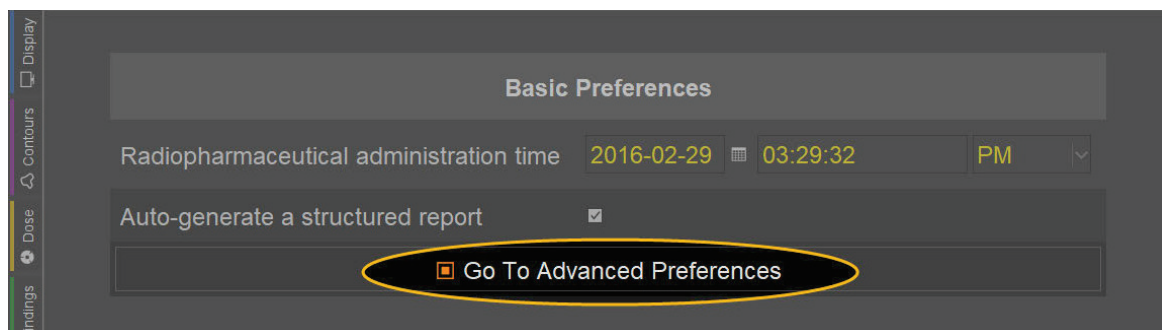 Display
Contours
Dose
Basic Preferences
Radiopharmaceutical administration time 2016-02-29 03:29:32 PM
Auto-generate a structured report
Go To Advanced Preferences